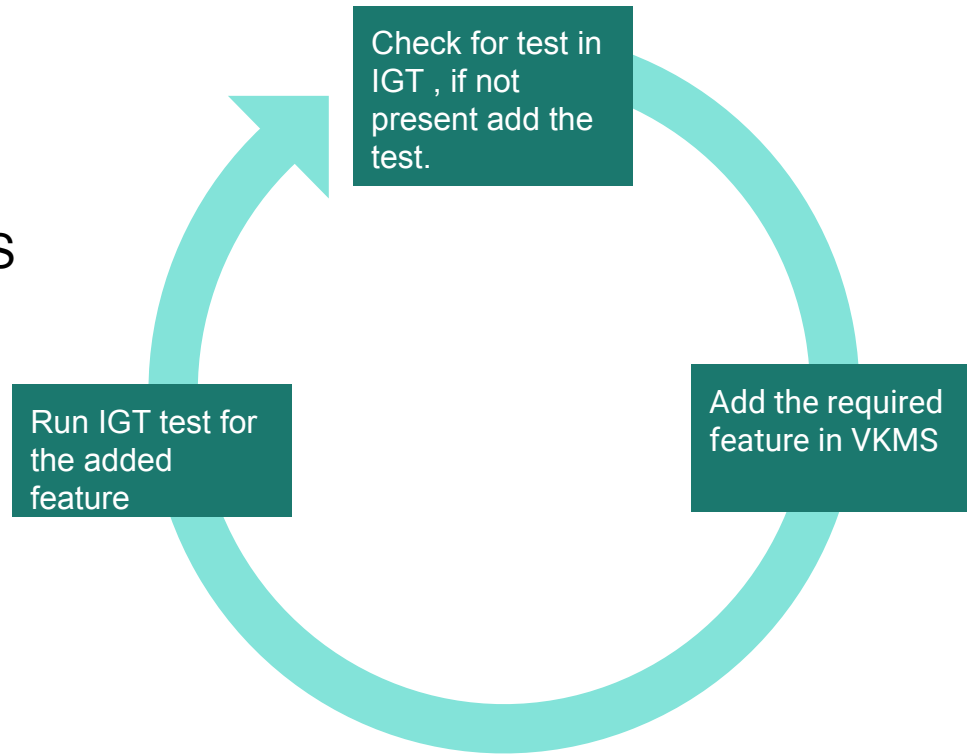 Check for test in
IGT , if not
present add the
test.
S
Add the required
feature in VKMS
Run IGT test for
the added
feature